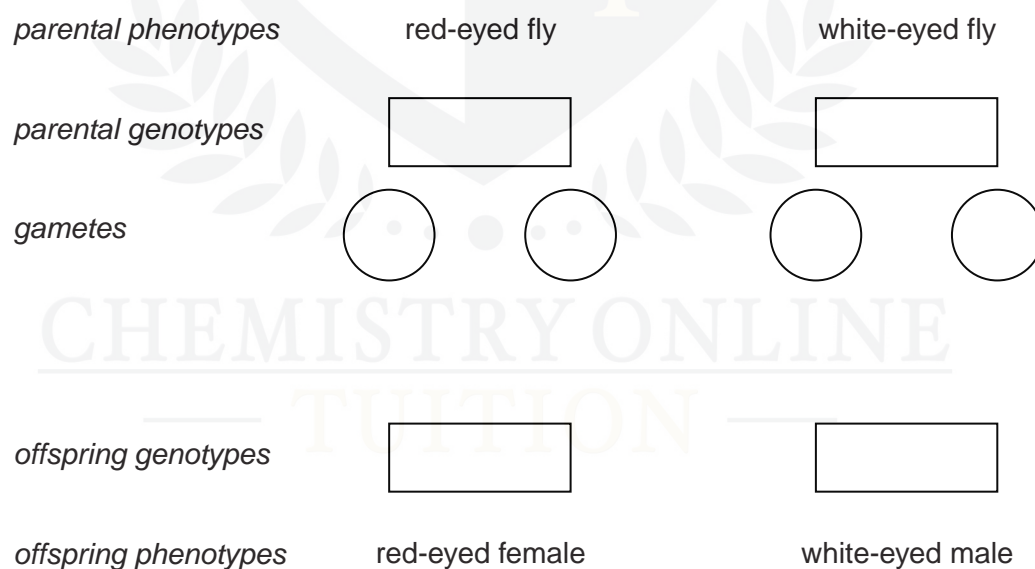 parental phenotypes red-eyed fly white-eyed fly
parental genotypes
gametes
CHEMISTRY ONLINE
TUITION
offspring genotypes
offspring phenotypes red-eyed female white-eyed male